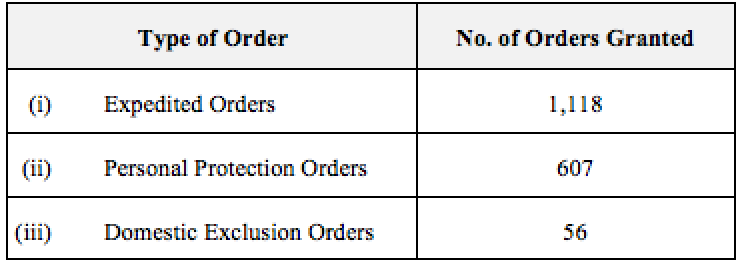 Type of Order No. of Orders Granted
(i) Expedited Orders 1,118
(ii) Personal Protection Orders 607
(iii) Domestic Exclusion Orders 56